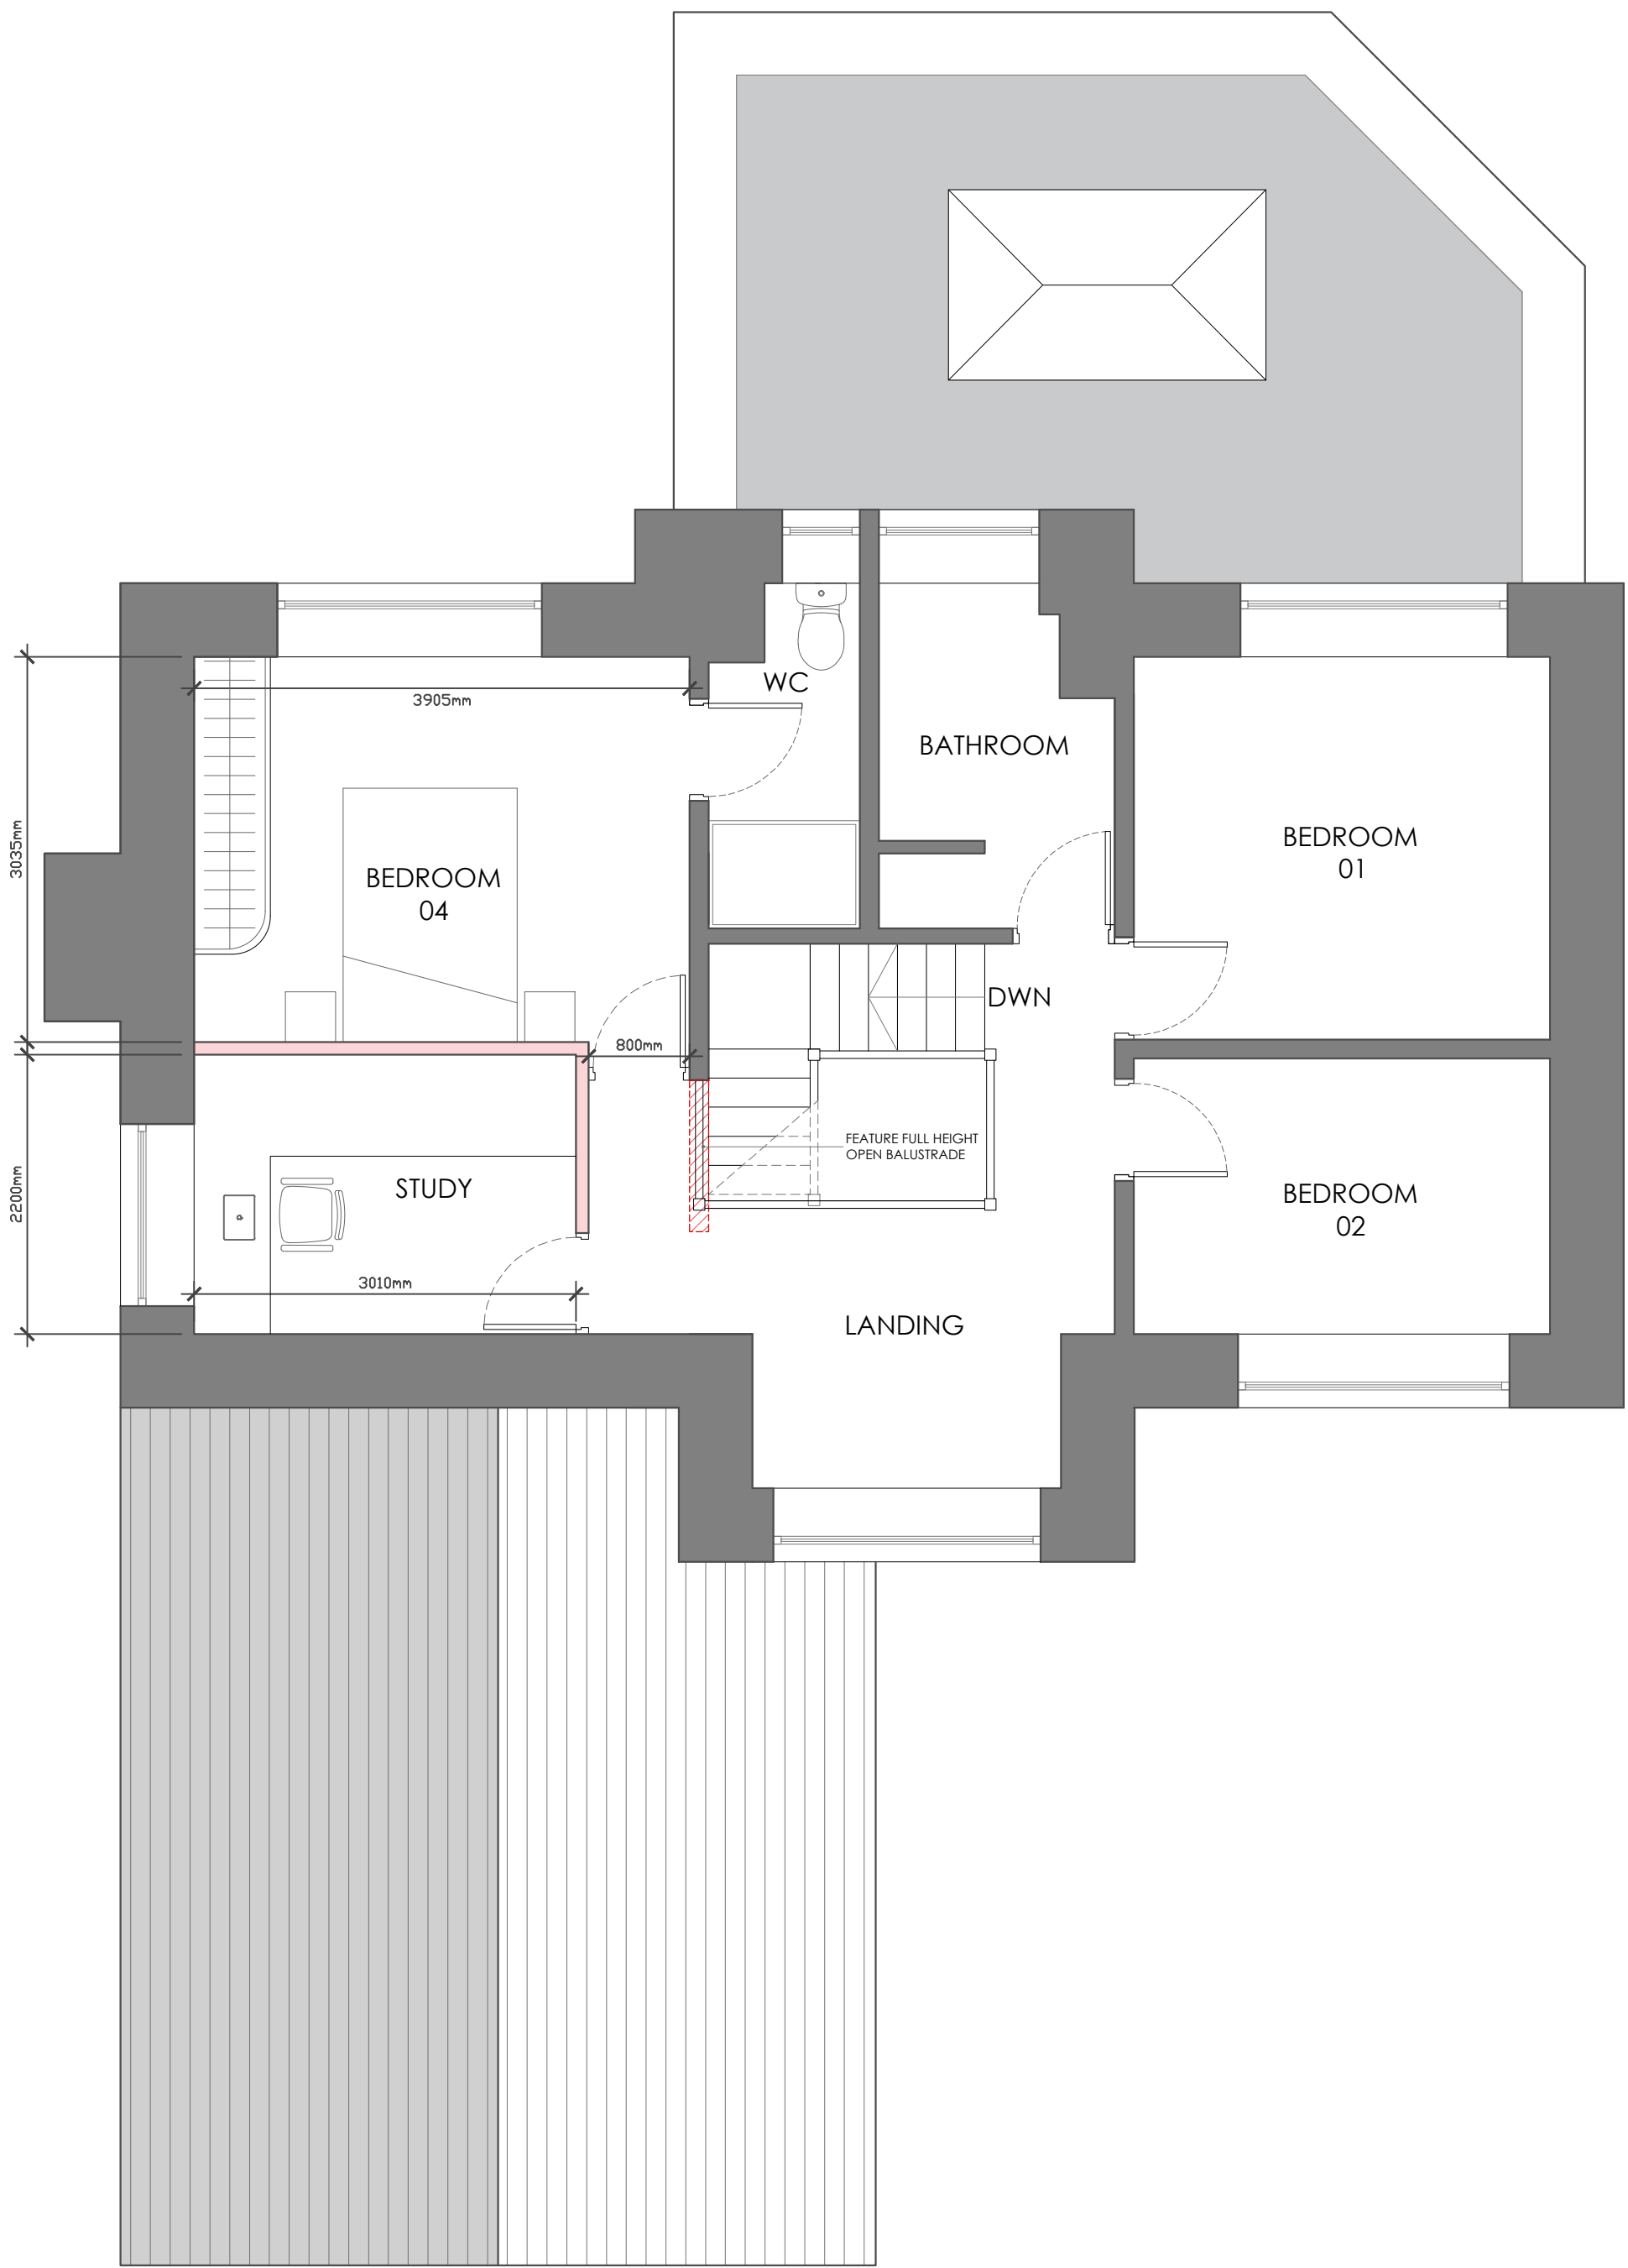 3905mm
WC
BATHROOM
3035mm
BEDROOM
01
BEDROOM
04
DWN
800mm
FEATURE FULL HEIGHT
OPEN BALUSTRADE
2200mm
STUDY
BEDROOM
02
3010mm
LANDING